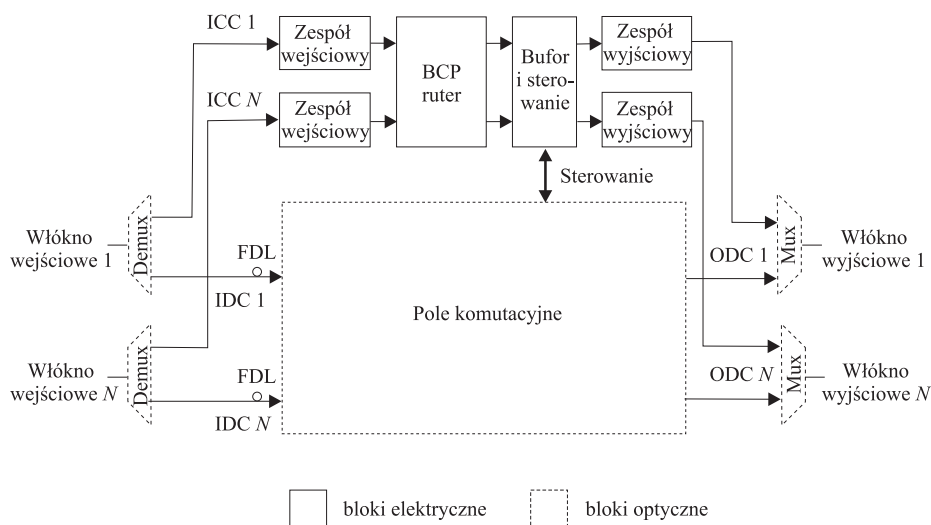 ICC 1
Zespół
wejściowy
BCP
ruter
Bufor
i stero-
wanie
Zespół
wyjściowy
ICC N
Zespół
wejściowy
Zespół
wyjściowy
Sterowanie
Włókno
wejściowe 1
Demux
FDL
IDC 1
Pole komutacyjne
ODC 1
Mux
Włókno
wyjściowe 1
Włókno
wejściowe N
Demux
FDL
IDC N
ODC N
Mux
Włókno
wyjściowe N
bloki elektryczne
bloki optyczne